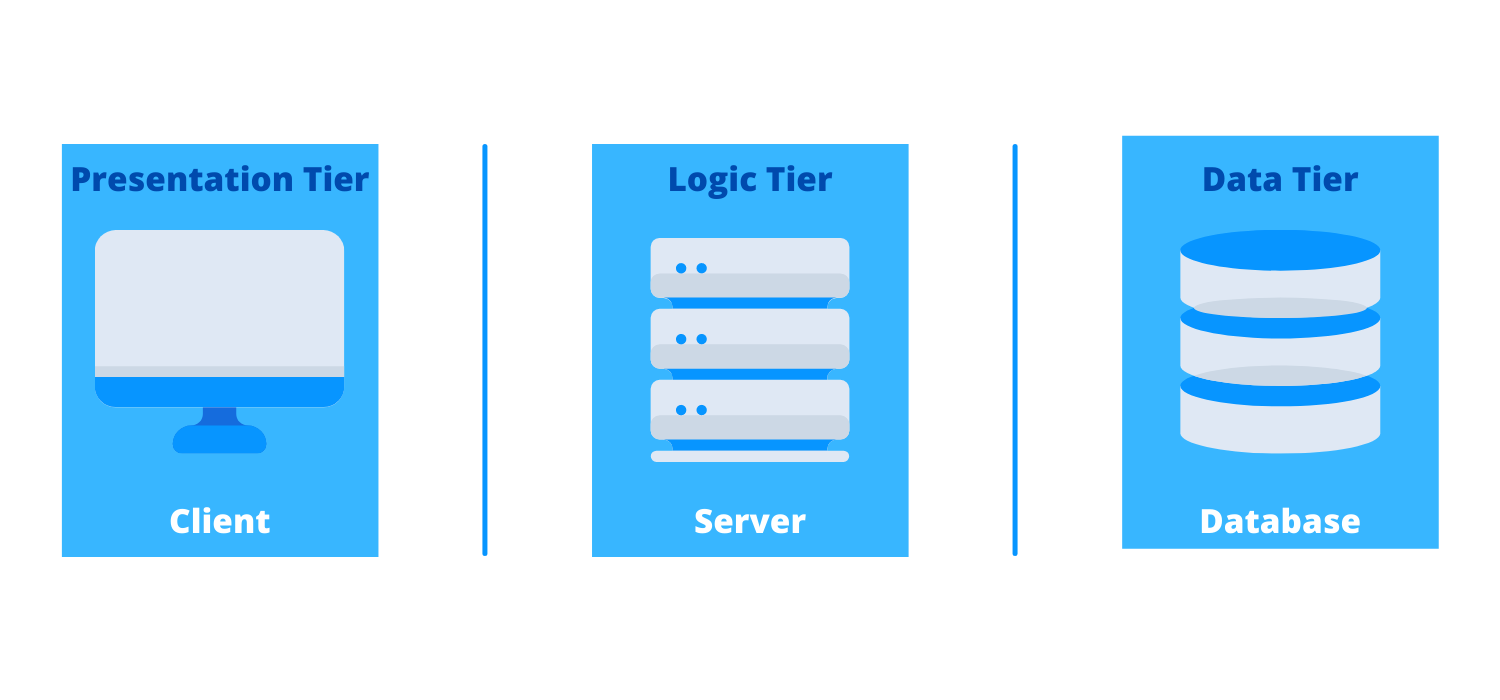 Presentation Tier
Client
Logic Tier
Server
Data Tier
Database